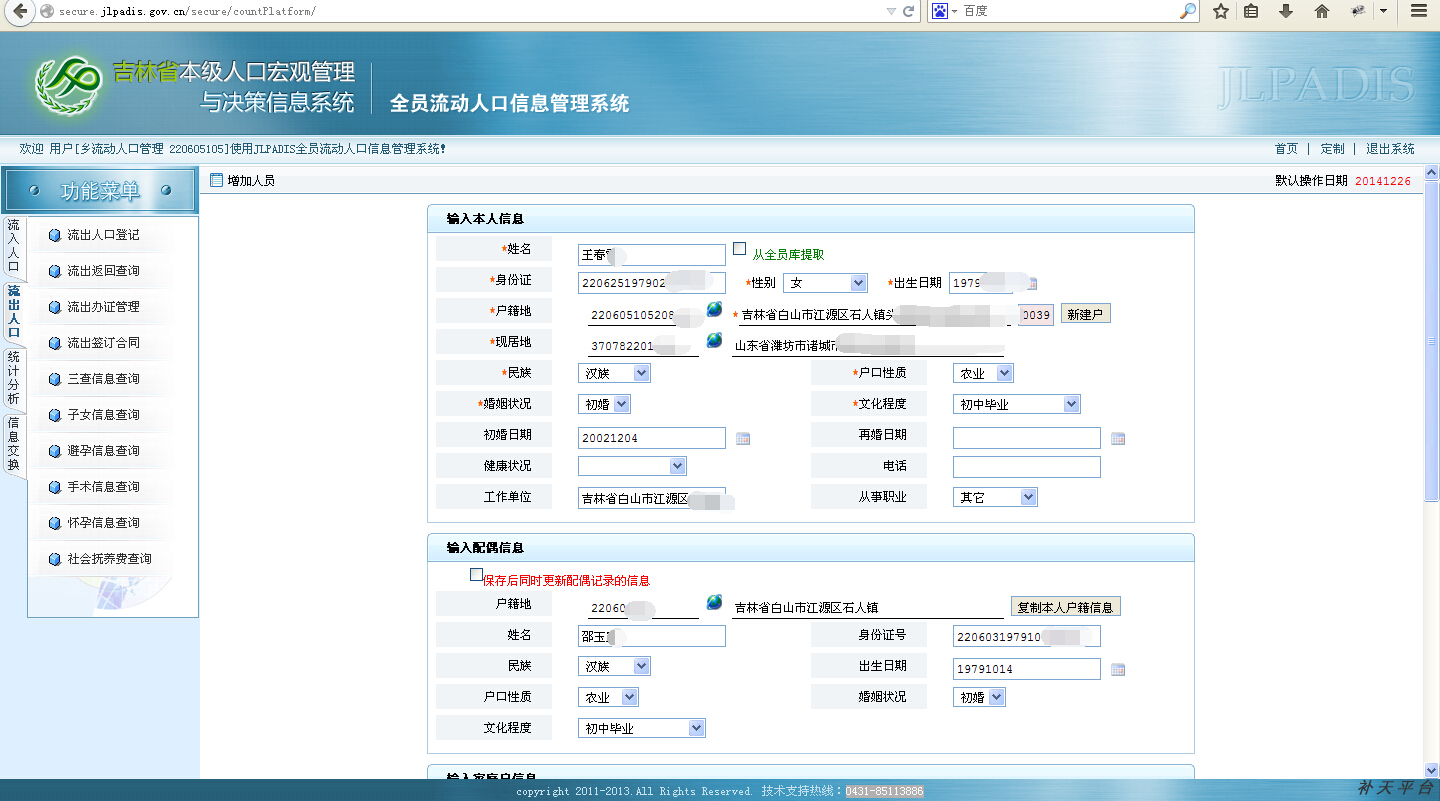 secure.jlpadis.gov.cn/secure/countPlatform/
百度
吉林省本级人口宏观管理
与决策信息系统
全员流动人口信息管理系统
JLPADIS
欢迎 用户[乡流动人口管理 220605105]使用JLPADIS全员流动人口信息管理系统!
首页 | 定制 | 退出系统
功能菜单
流入人口
流出人口
统计分析
信息交换
流出人口登记
流出返回查询
流出办证管理
流出签订合同
三查信息查询
子女信息查询
避孕信息查询
手术信息查询
怀孕信息查询
社会抚养费查询
增加人员
默认操作日期 20141226
输入本人信息
*姓名 王春 从全员库提取
*身份证 220625197902 *性别 女 *出生日期 1979
*户籍地 220605105208 * 吉林省白山市江源区石人镇 0039 新建户
*现居地 370782201 山东省潍坊市诸城市
*民族 汉族 *户口性质 农业
*婚姻状况 初婚 *文化程度 初中毕业
初婚日期 20021204 再婚日期
健康状况 电话
工作单位 吉林省白山市江源区 从事职业 其它
输入配偶信息
保存后同时更新配偶记录的信息
户籍地 22060 吉林省白山市江源区石人镇 复制本人户籍信息
姓名 邵玉 身份证号 220603197910
民族 汉族 出生日期 19791014
户口性质 农业 婚姻状况 初婚
文化程度 初中毕业
输入家庭户信息
copyright 2011-2013.All Rights Reserved. 技术支持热线：0431-85113886
补天平台